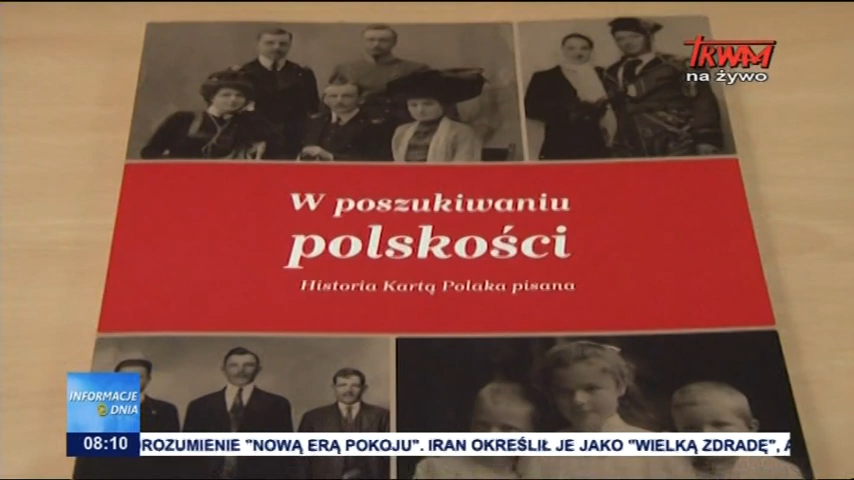 TRWAM
na żywo
W poszukiwaniu
polskości
Historia Kartą Polaka pisana
INFORMACJE
DNIA
08:10 OROZUMIENIE "NOWĄ ERĄ POKOJU". IRAN OKREŚLIŁ JE JAKO "WIELKĄ ZDRADĘ", A